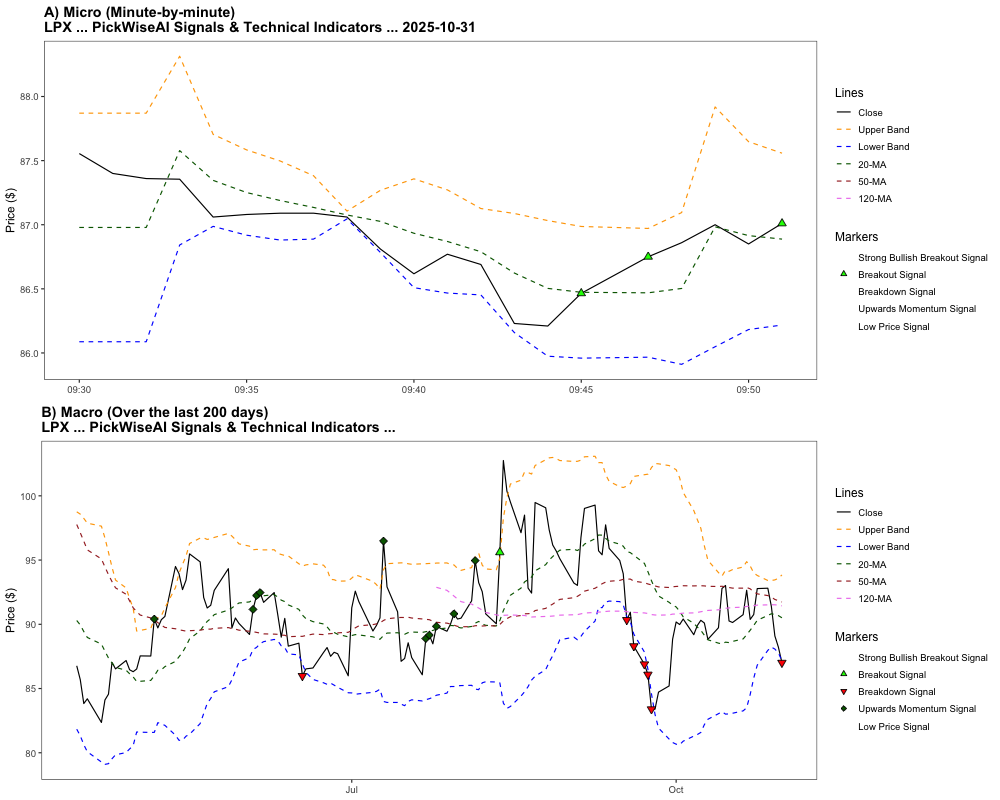 A) Micro (Minute-by-minute)
LPX ... PickWiseAI Signals & Technical Indicators ... 2025-10-31
Price ($)
88.0
87.5
87.0
86.5
86.0
09:30
09:35
09:40
09:45
09:50
Lines
Close
Upper Band
Lower Band
20-MA
50-MA
120-MA
Markers
Strong Bullish Breakout Signal
Breakout Signal
Breakdown Signal
Upwards Momentum Signal
Low Price Signal
B) Macro (Over the last 200 days)
LPX ... PickWiseAI Signals & Technical Indicators ...
Price ($)
100
95
90
85
80
Jul
Oct
Lines
Close
Upper Band
Lower Band
20-MA
50-MA
120-MA
Markers
Strong Bullish Breakout Signal
Breakout Signal
Breakdown Signal
Upwards Momentum Signal
Low Price Signal